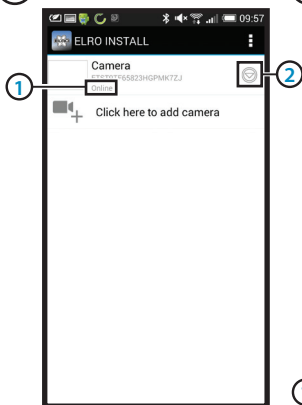 09:57
ELRO INSTALL
Camera
1
Online
2
Click here to add camera